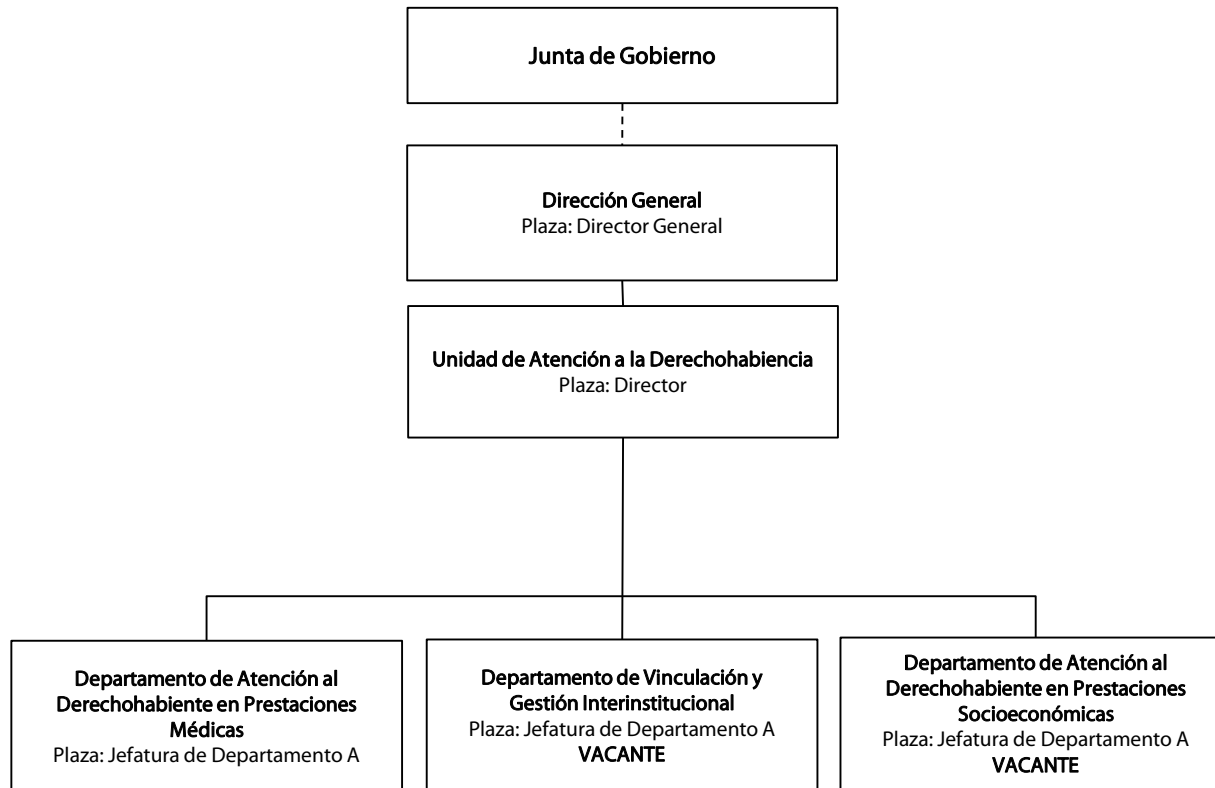 Junta de Gobierno
Dirección General
Plaza: Director General
Unidad de Atención a la Derechohabiencia
Plaza: Director
Departamento de Atención al
Derechohabiente en Prestaciones
Médicas
Plaza: Jefatura de Departamento A
Departamento de Vinculación y
Gestión Interinstitucional
Plaza: Jefatura de Departamento A
VACANTE
Departamento de Atención al
Derechohabiente en Prestaciones
Socioeconómicas
Plaza: Jefatura de Departamento A
VACANTE